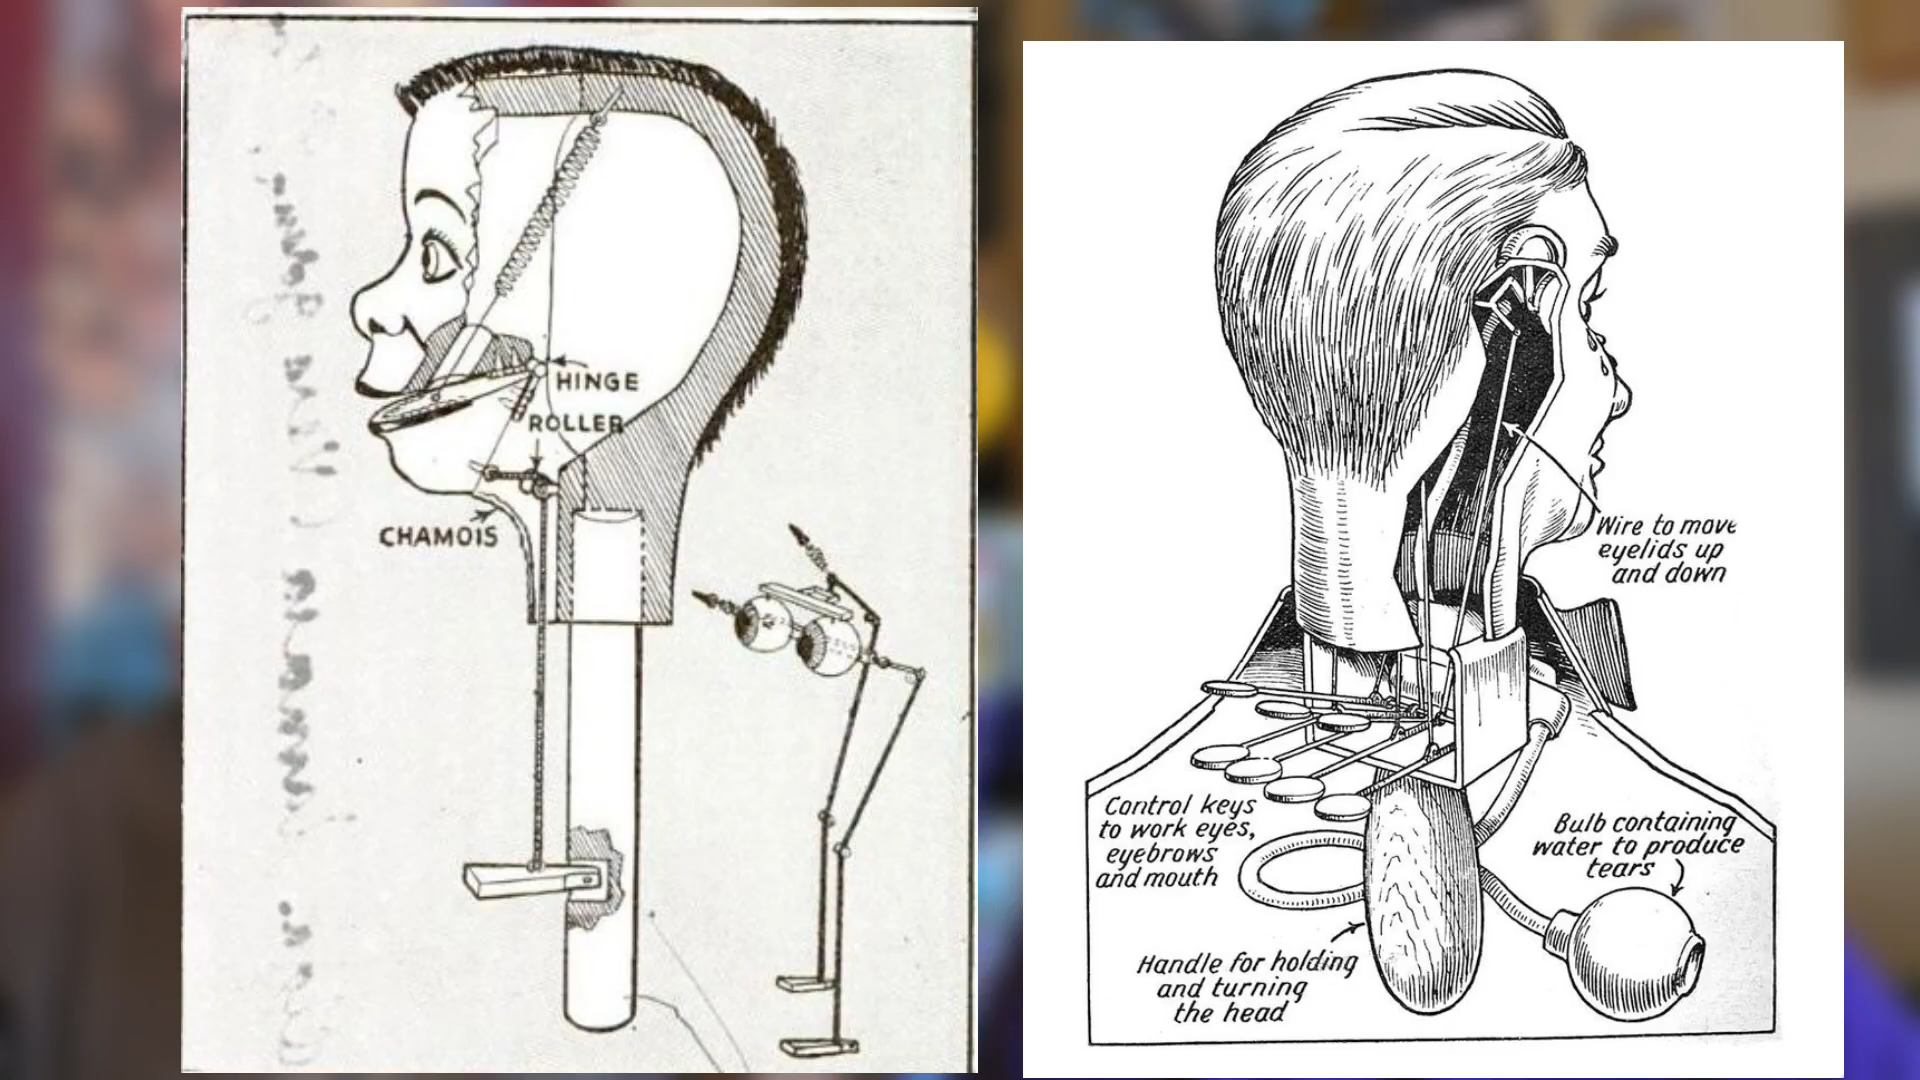 HINGE
ROLLER
CHAMOIS
Wire to move
eyelids up
and down
Control keys
to work eyes,
eyebrows
and mouth
Bulb containing
water to produce
tears
Handle for holding
and turning
the head